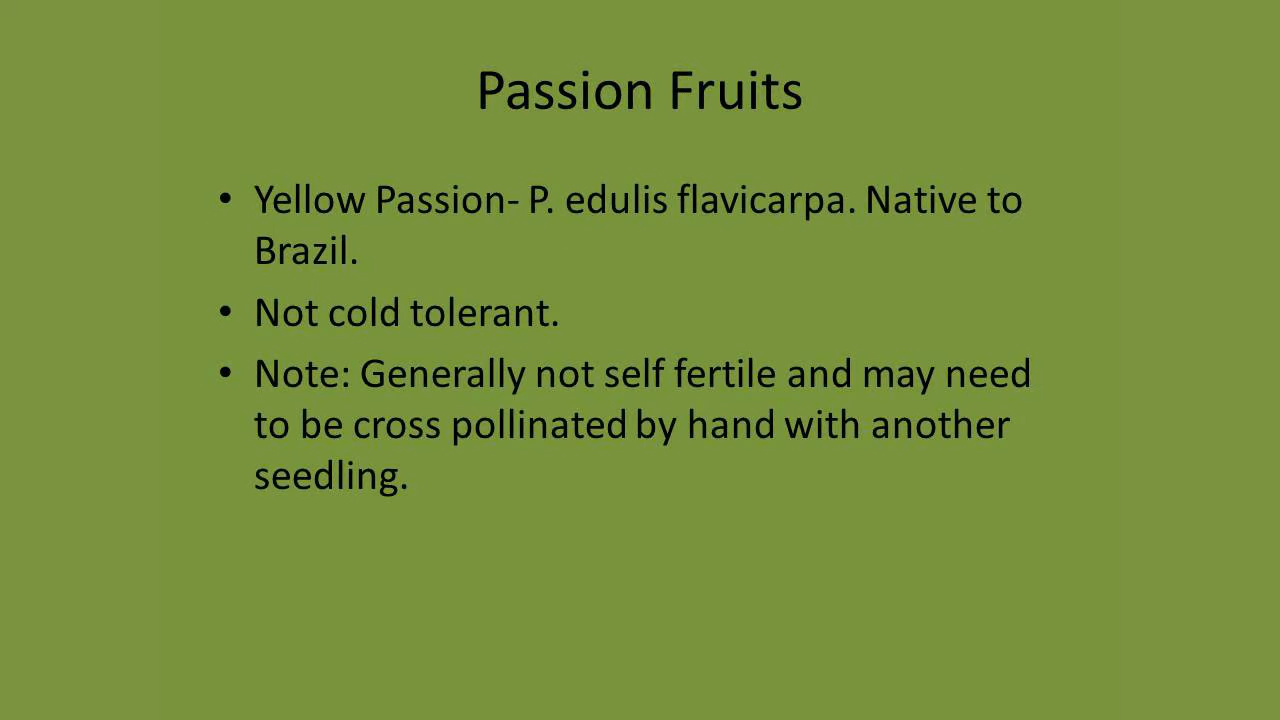 Passion Fruits
• Yellow Passion- P. edulis flavicarpa. Native to
Brazil.
• Not cold tolerant.
• Note: Generally not self fertile and may need
to be cross pollinated by hand with another
seedling.